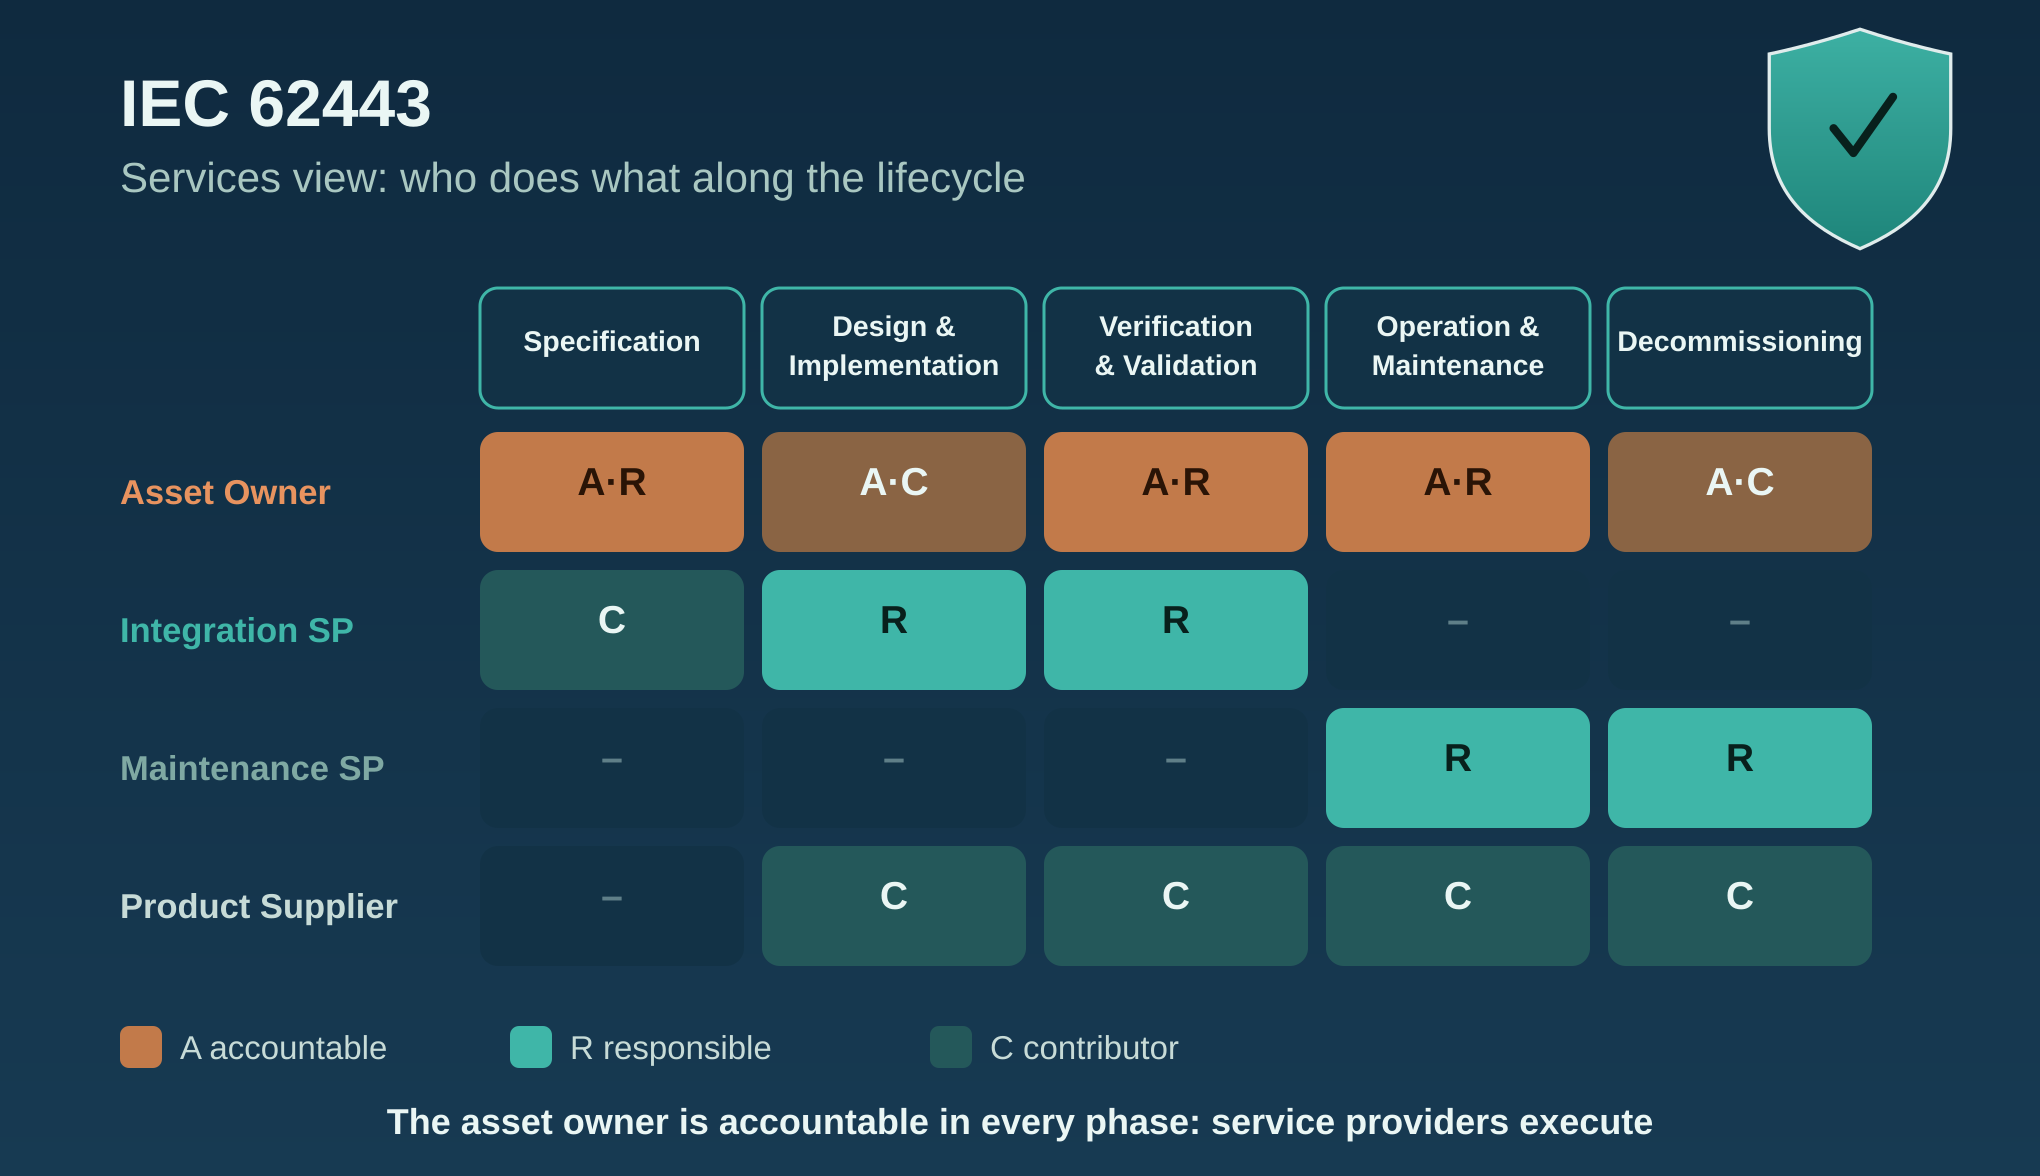 IEC 62443
Services view: who does what along the lifecycle
Specification
Design &
Implementation
Verification
& Validation
Operation &
Maintenance
Decommissioning
Asset Owner
A·R
A·C
A·R
A·R
A·C
Integration SP
C
R
R
–
–
Maintenance SP
–
–
–
R
R
Product Supplier
–
C
C
C
C
A accountable
R responsible
C contributor
The asset owner is accountable in every phase: service providers execute